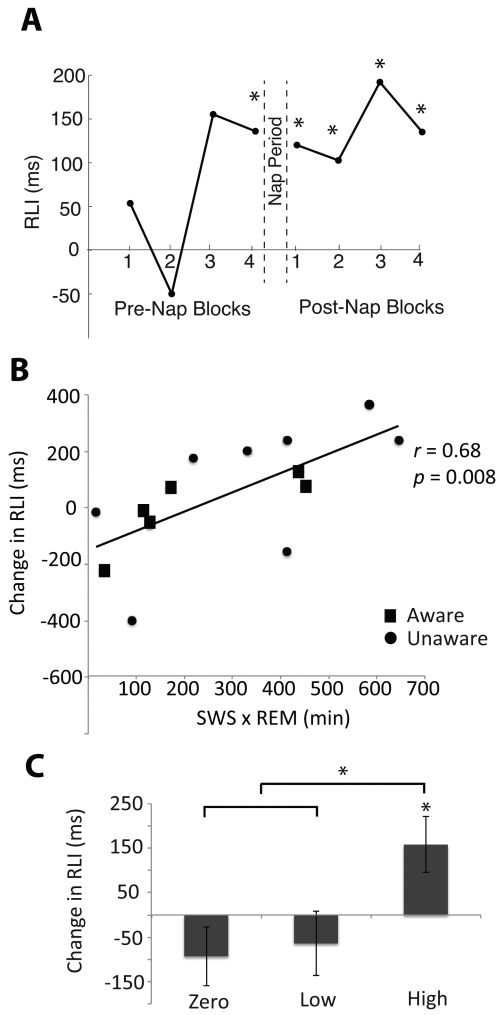 A
RLI (ms)
200
150
100
50
0
-50
* * * * *
Nap Period
1 2 3 4 1 2 3 4
Pre-Nap Blocks Post-Nap Blocks
B
Change in RLI (ms)
400
200
0
-200
-400
-600
r = 0.68
p = 0.008
Aware
Unaware
100 200 300 400 500 600 700
SWS x REM (min)
C
Change in RLI (ms)
250
150
50
-50
-150
*
*
Zero Low High